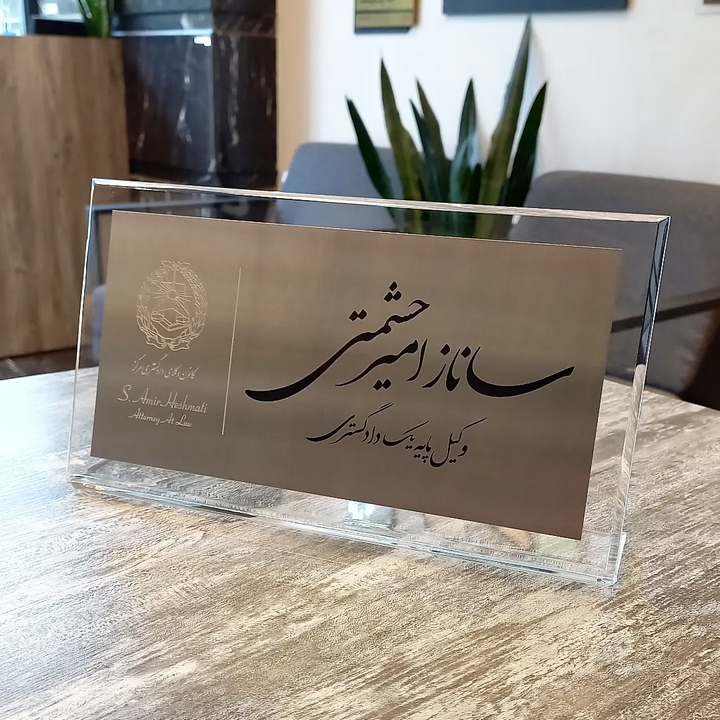 ساناز امیرحشمتی
وکیل پایه یک دادگستری
کانون وکلای دادگستری مرکز
S. Amir Heshmati
Attorney At Law